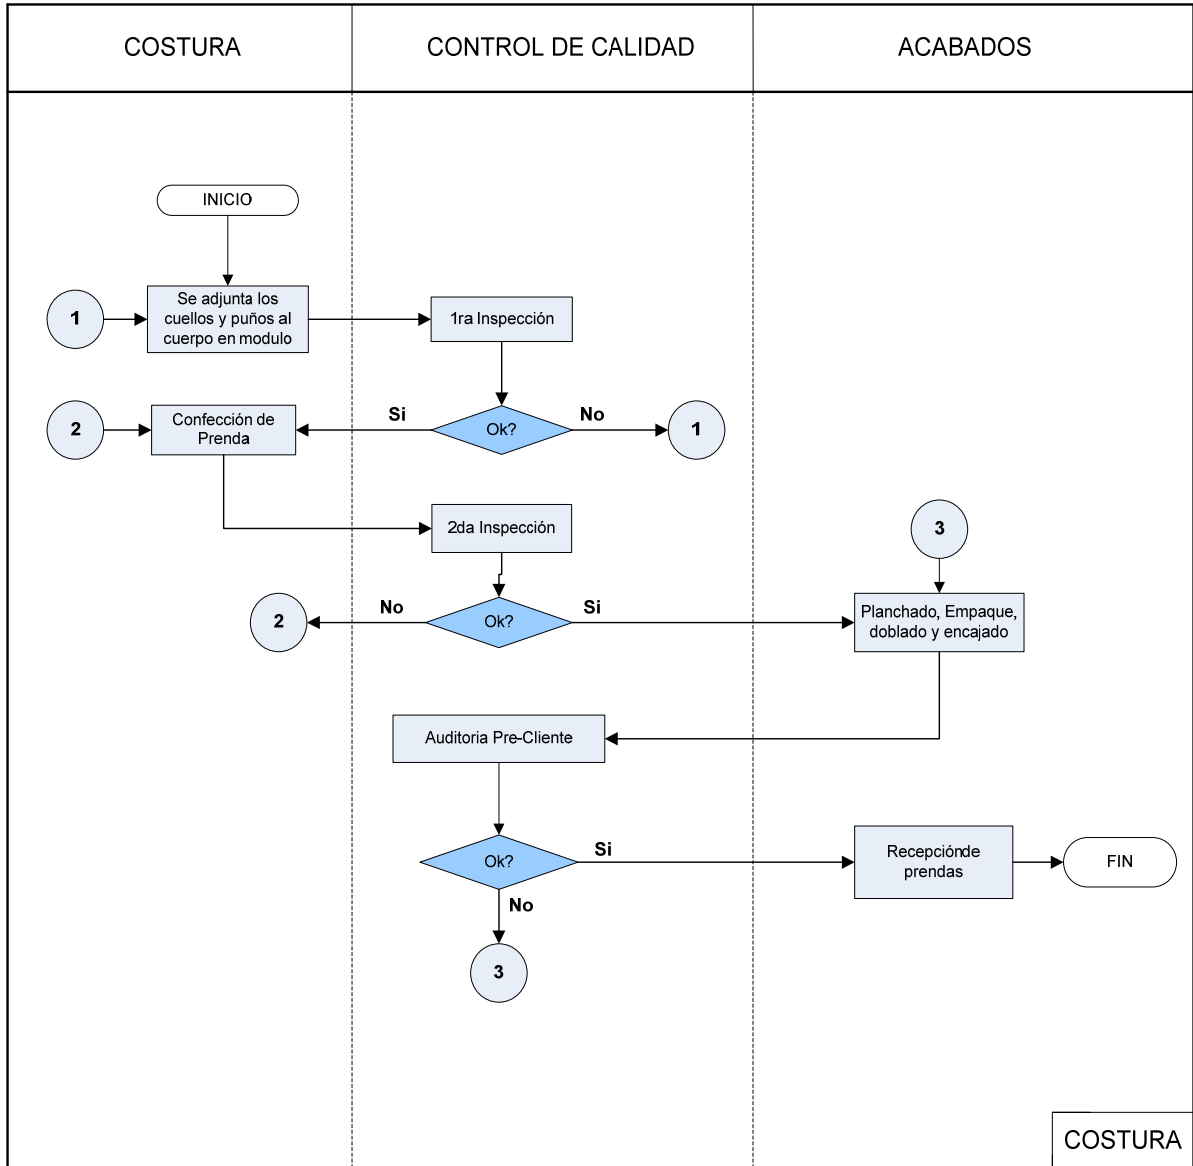 COSTURA
CONTROL DE CALIDAD
ACABADOS
INICIO
1
Se adjunta los
cuellos y puños al
cuerpo en modulo
1ra Inspección
2
Confección de
Prenda
Si
Ok?
No
1
2da Inspección
3
2
No
Ok?
Si
Planchado, Empaque,
doblado y encajado
Auditoria Pre-Cliente
Ok?
Si
No
Recepciónde
prendas
FIN
3
COSTURA